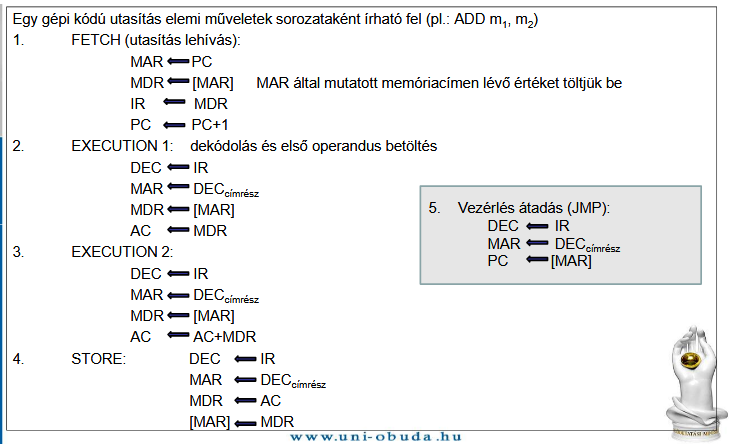 Egy gépi kódú utasítás elemi műveletek sorozataként írható fel (pl.: ADD m1, m2)
1. FETCH (utasítás lehívás):
MAR ← PC
MDR ← [MAR] MAR által mutatott memóriacímen lévő értéket töltjük be
IR ← MDR
PC ← PC+1
2. EXECUTION 1: dekódolás és első operandus betöltés
DEC ← IR
MAR ← DECcímrész
MDR ← [MAR]
AC ← MDR
3. EXECUTION 2:
DEC ← IR
MAR ← DECcímrész
MDR ← [MAR]
AC ← AC+MDR
4. STORE: DEC ← IR
MAR ← DECcímrész
MDR ← AC
[MAR] ← MDR
5. Vezérlés átadás (JMP):
DEC ← IR
MAR ← DECcímrész
PC ← [MAR]
www.uni-obuda.hu